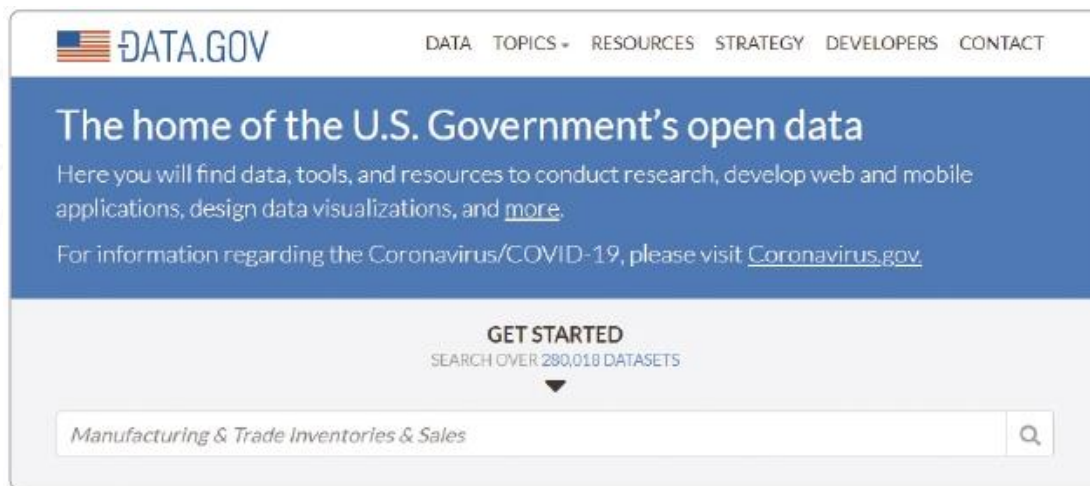 DATA.GOV
DATA TOPICS RESOURCES STRATEGY DEVELOPERS CONTACT
The home of the U.S. Government’s open data
Here you will find data, tools, and resources to conduct research, develop web and mobile
applications, design data visualizations, and more.
For information regarding the Coronavirus/COVID-19, please visit Coronavirus.gov.
GET STARTED
SEARCH OVER 280,018 DATASETS
Manufacturing & Trade Inventories & Sales